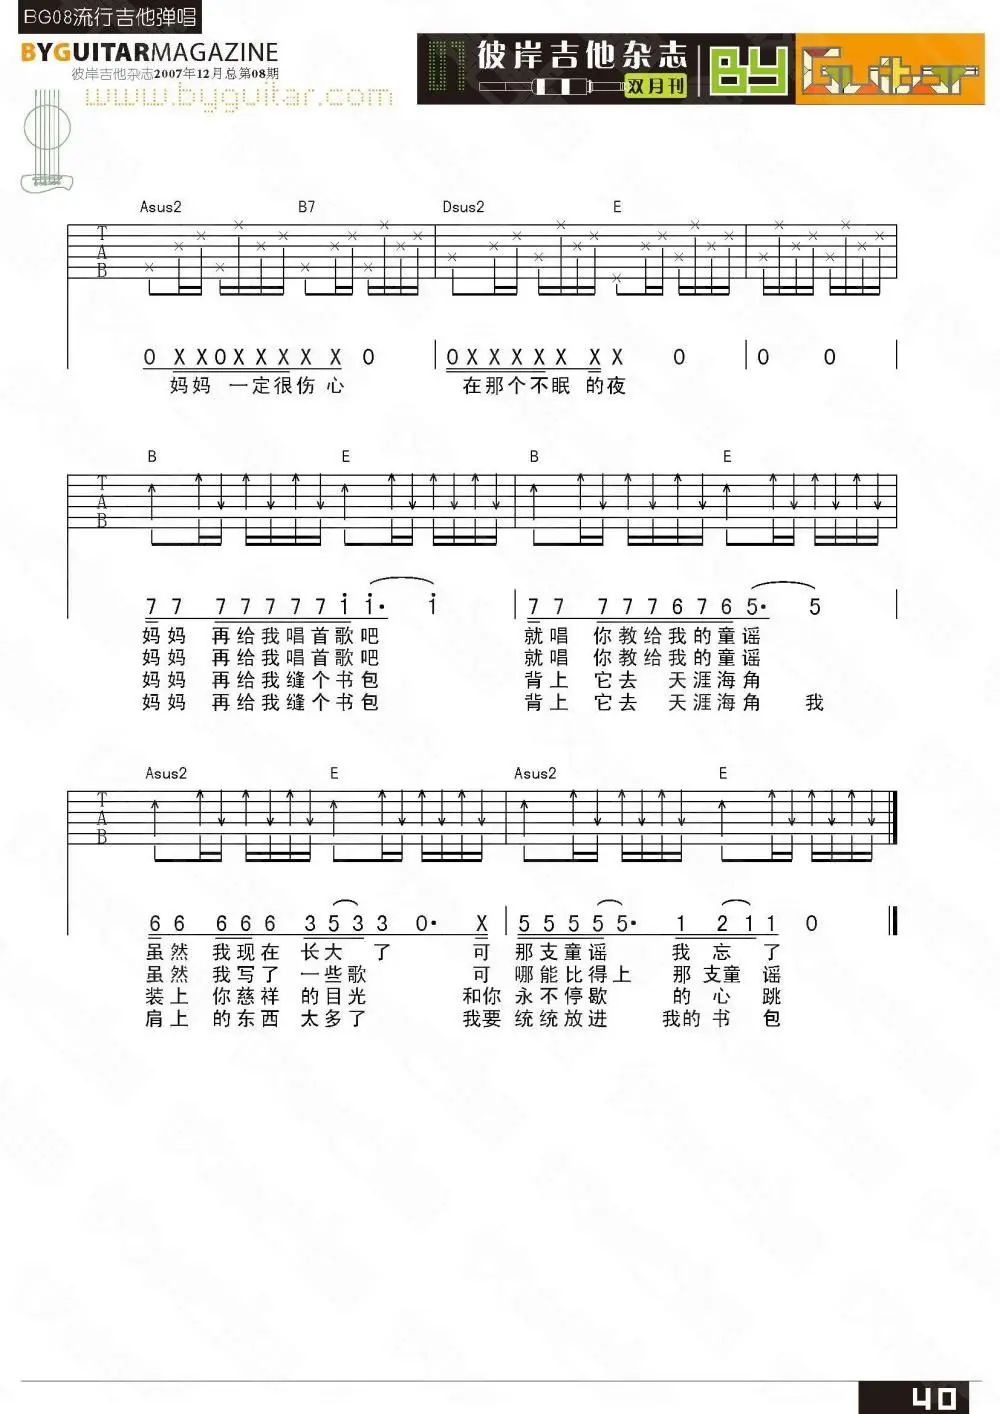 BG08流行吉他弹唱
BYGUITARMAGAZINE
彼岸吉他杂志2007年12月总第08期
www.byguitar.com
01 彼岸吉他杂志 双月刊 BY Guitar
Asus2 B7 Dsus2 E
T
A
B
0 X X 0 X X X X X 0 0 X X X X X X X 0 0 0
妈妈 一定很伤心 在那个不眠 的夜
B E B E
T
A
B
7 7 7 7 7 7 7 i i· i 7 7 7 7 7 6 7 6 5· 5
妈妈 再给我唱首歌吧 就唱 你教给我的童谣
妈妈 再给我唱首歌吧 就唱 你教给我的童谣
妈妈 再给我缝个书包 背上 它去 天涯海角
妈妈 再给我缝个书包 背上 它去 天涯海角 我
Asus2 E Asus2 E
T
A
B
6 6 6 6 6 3 5 3 3 0· X 5 5 5 5 5· 1 2 1 1 0
虽然 我现在 长大 了 可 那支童谣 我 忘 了
虽然 我写了 一些歌 可 哪能比得上 那 支童 谣
装上 你慈祥 的目光 和你 永不停歇 的 心 跳
肩上 的东西 太多了 我要 统统放进 我的 书 包
40